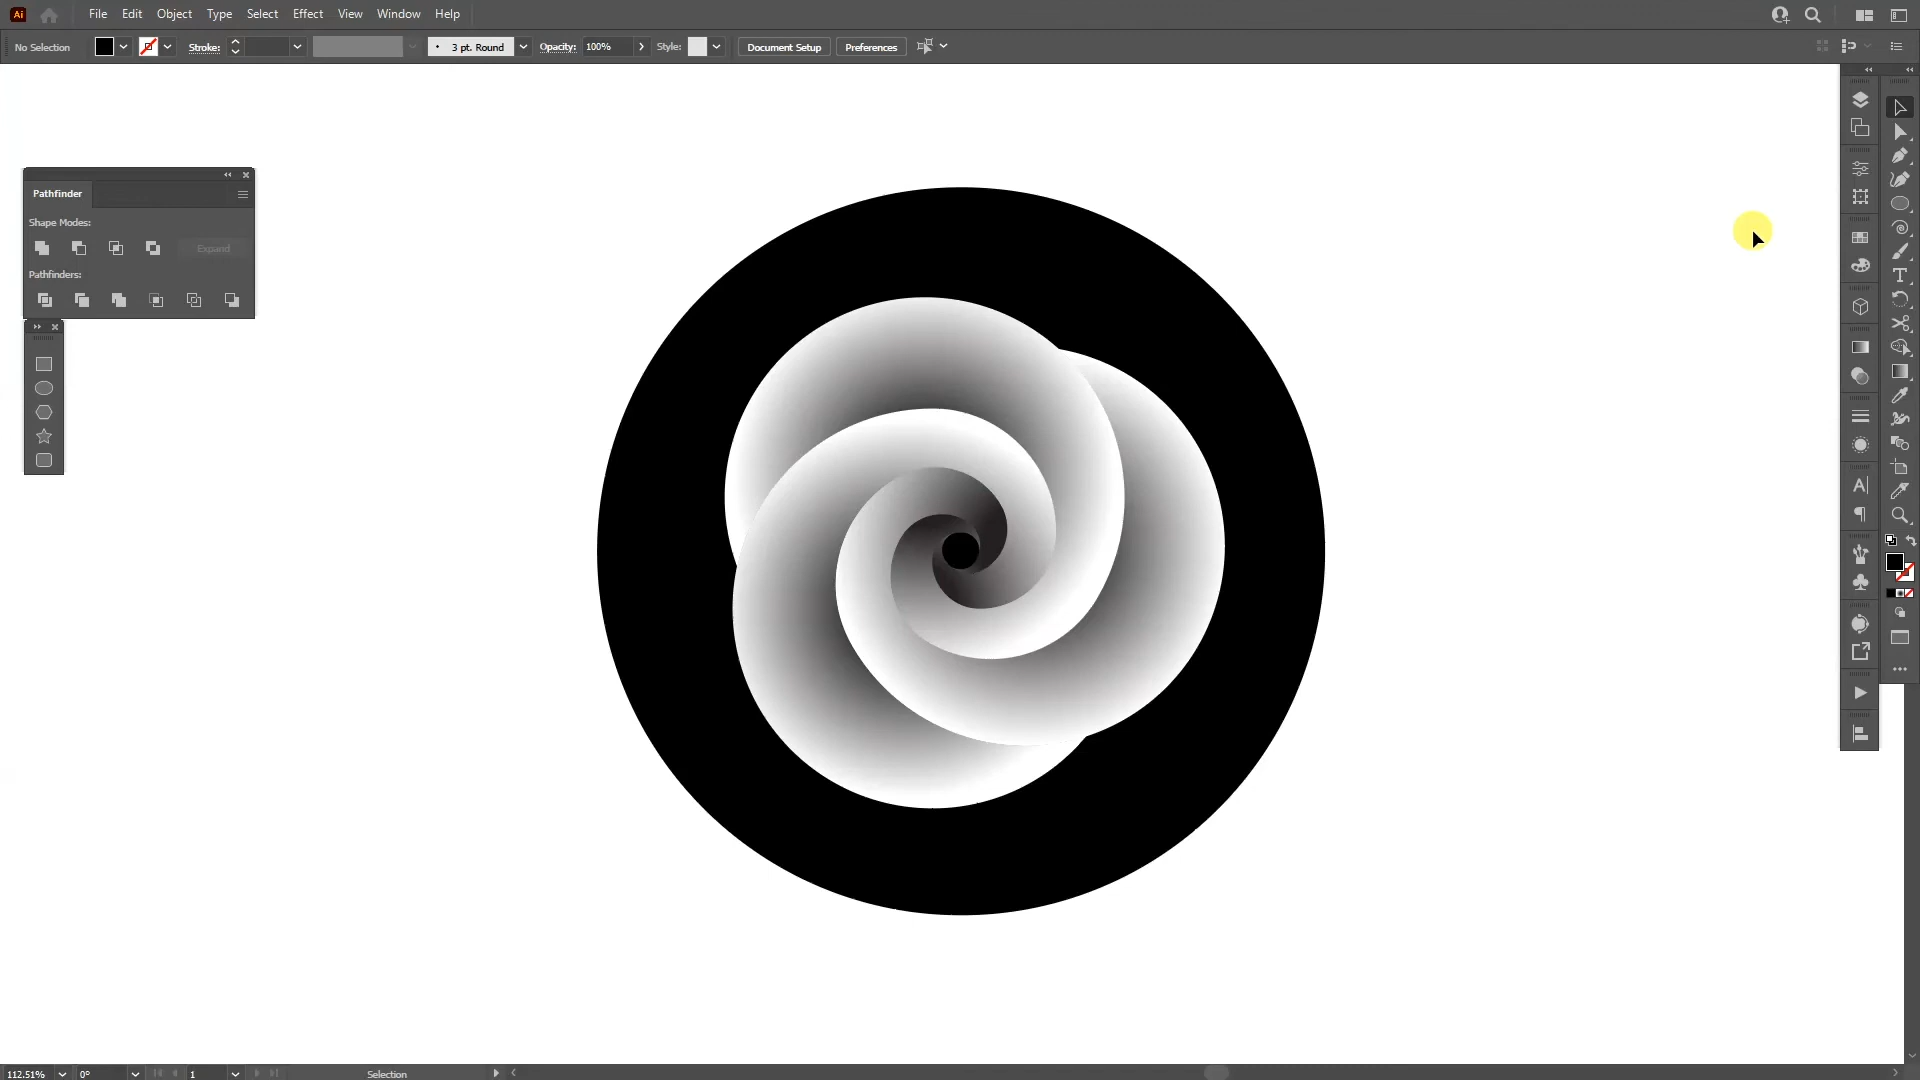 Ai File Edit Object Type Select Effect View Window Help
No Selection Stroke: 3 pt. Round Opacity: 100% Style: Document Setup Preferences
Pathfinder
Shape Modes:
Expand
Pathfinders:
112.51% 0° 1 Selection